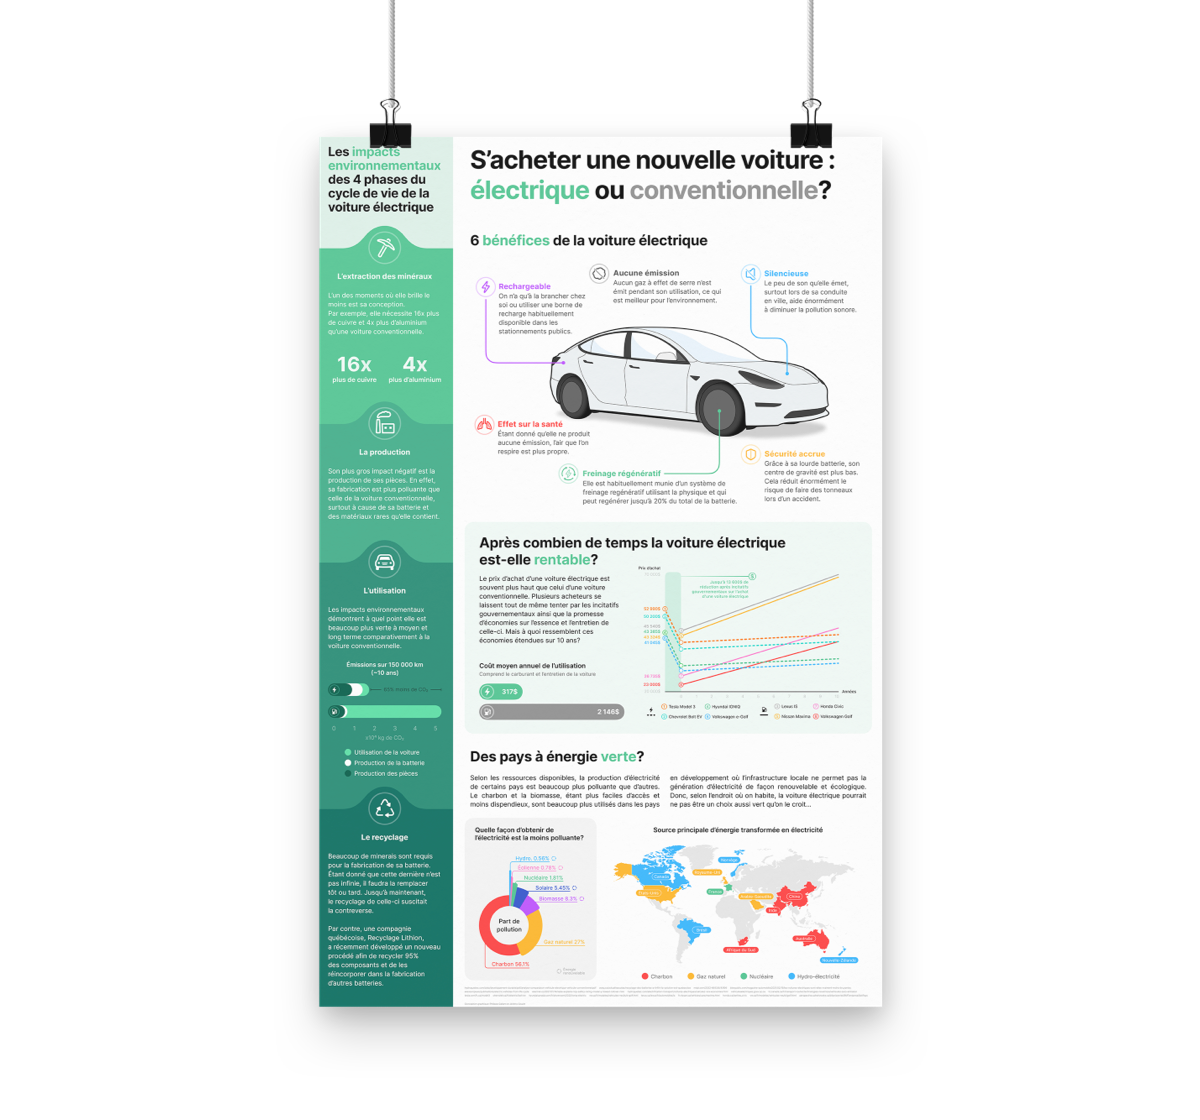 Les impacts
environnementaux
des 4 phases du
cycle de vie de la
voiture électrique
L'extraction des minéraux
L'un des moments où elle brille le
moins est sa conception.
Par exemple, elle nécessite 16x plus
de cuivre et 4x plus d'aluminium
qu'une voiture conventionnelle.
16x
plus de cuivre
4x
plus d'aluminium
La production
Son plus gros impact négatif est la
production de ses pièces. En effet,
sa fabrication est plus polluante que
celle de la voiture conventionnelle,
surtout à cause de sa batterie et
des matériaux rares qu'elle contient.
L'utilisation
Les impacts environnementaux
démontrent à quel point elle est
beaucoup plus verte à moyen et
long terme comparativement à la
voiture conventionnelle.
Émissions sur 150 000 km
(~10 ans)
0 1 2 3 4 5
Utilisation de la voiture
Production de la batterie
Production des pièces
Le recyclage
Beaucoup de minerais sont requis
pour la fabrication de sa batterie.
Étant donné que cette dernière n'est
pas infinie, il faudra la remplacer
tôt ou tard. Jusqu'à maintenant,
le recyclage de celle-ci suscitait
la controverse.
Par contre, une compagnie
québécoise, Recyclage Lithion,
a récemment développé un nouveau
procédé afin de recycler 95%
des composants et de les
réincorporer dans la fabrication
d'autres batteries.
S'acheter une nouvelle voiture :
électrique ou conventionnelle?
6 bénéfices de la voiture électrique
Rechargeable
On n'a qu'à la brancher chez
soi ou utiliser une borne de
recharge habituellement
disponible dans les
stationnements publics.
Aucune émission
Aucun gaz à effet de serre n'est
émit pendant son utilisation, ce qui
est meilleur pour l'environnement.
Silencieuse
Le peu de son qu'elle émet,
surtout lors de sa conduite
en ville, aide énormément
à diminuer la pollution sonore.
Effet sur la santé
Étant donné qu'elle ne produit
aucune émission, l'air que l'on
respire est plus propre.
Freinage régénératif
Elle est habituellement munie d'un système de
freinage regénératif utilisant la physique et qui
peut regénérer jusqu'à 20% du total de la batterie.
Sécurité accrue
Grâce à sa lourde batterie, son
centre de gravité est plus bas.
Cela réduit énormément le
risque de faire des tonneaux
lors d'un accident.
Après combien de temps la voiture électrique
est-elle rentable?
Le prix d'achat d'une voiture électrique est
souvent plus haut que celui d'une voiture
conventionnelle. Plusieurs acheteurs se
laissent tout de même tenter par les incitatifs
gouvernementaux ainsi que la promesse
d'économies sur l'essence et l'entretien de
celle-ci. Mais à quoi ressemblent ces
économies étendues sur 10 ans?
Coût moyen annuel de l'utilisation
Comprend le carburant et l'entretien de la voiture
317$
2 146$
Prix d'achat
Années
Tesla Model 3
Hyundai IONIQ
Chevrolet Bolt EV
Volkswagen e-Golf
Lexus IS
Honda Civic
Nissan Maxima
Volkswagen Golf
Des pays à énergie verte?
Selon les ressources disponibles, la production d'électricité
de certains pays est beaucoup plus polluante que d'autres.
Le charbon et la biomasse, étant plus faciles d'accès et
moins dispendieux, sont beaucoup plus utilisés dans les pays
en développement où l'infrastructure locale ne permet pas la
génération d'électricité de façon renouvelable et écologique.
Donc, selon l'endroit où on habite, la voiture électrique pourrait
ne pas être un choix aussi vert qu'on le croit...
Quelle façon d'obtenir de
l'électricité est la moins polluante?
Hydro. 0.56%
Éolienne 0.76%
Nucléaire 1.81%
Solaire 5.45%
Biomasse 8.3%
Part de
pollution
Gaz naturel 27%
Charbon 56.1%
Source principale d'énergie transformée en électricité
Canada
France
Chine
Brésil
Australie
Afrique du Sud
Nouvelle-Zélande
Charbon
Gaz naturel
Nucléaire
Hydro-électricité